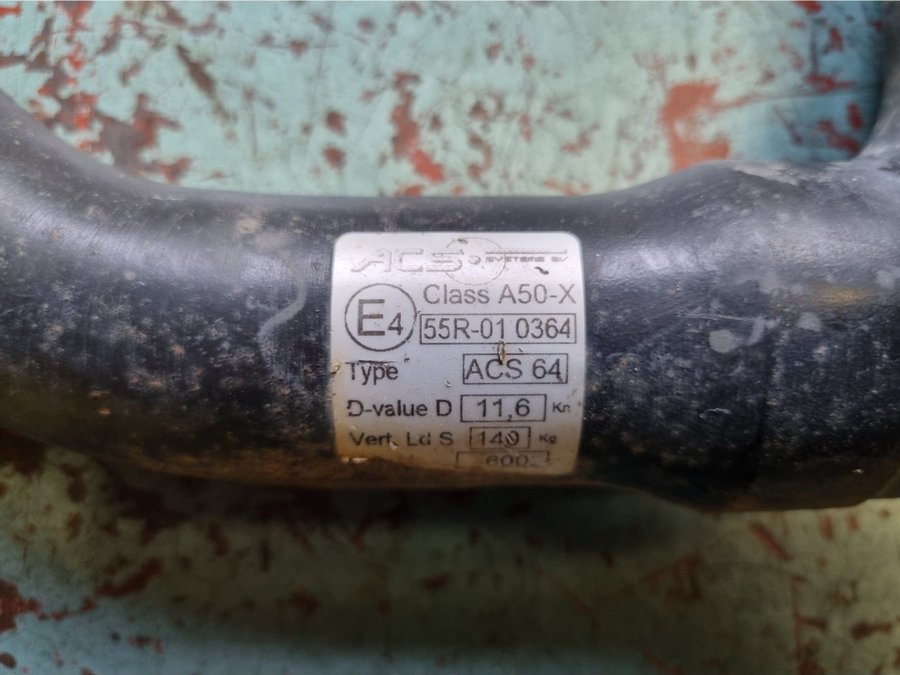 ACS SYSTEMS BV
Class A50-X
E4
55R-01 0364
Type ACS 64
D-value D 11,6 Kn
Vert. Ld S 140 Kg
600